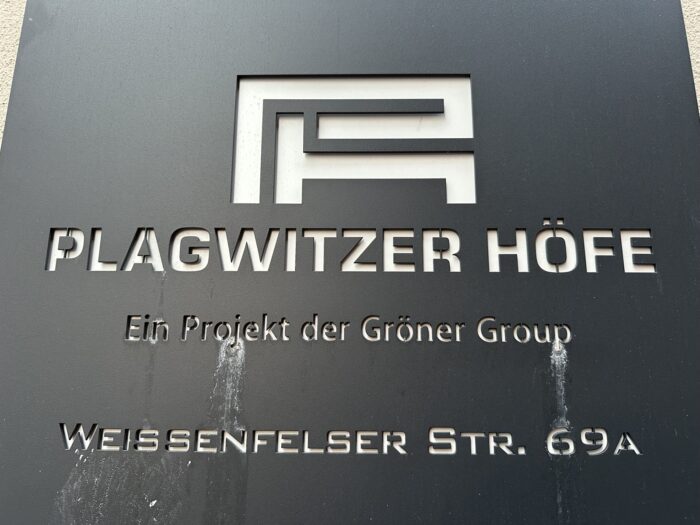 PLAGWITZER HÖFE
Ein Projekt der Gröner Group
WEISSENFELSER STR. 69A